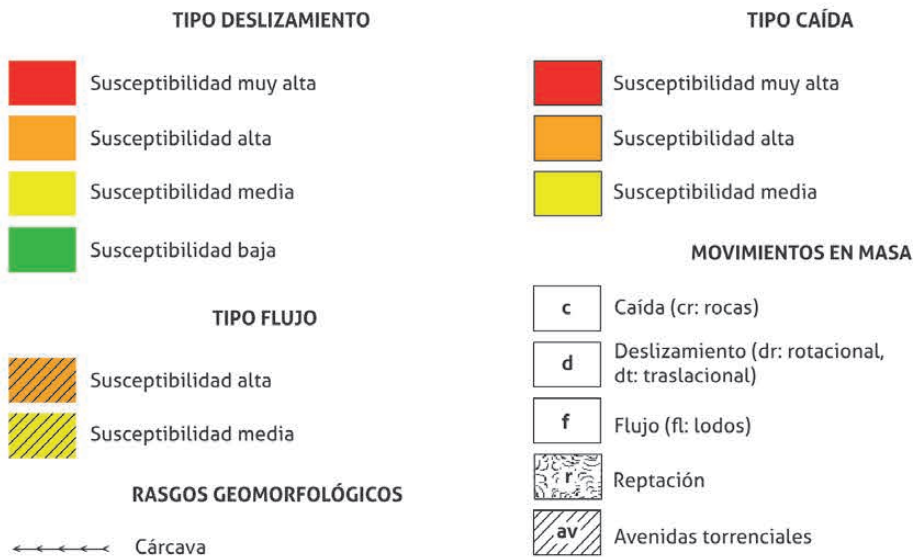 TIPO DESLIZAMIENTO
Susceptibilidad muy alta
Susceptibilidad alta
Susceptibilidad media
Susceptibilidad baja
TIPO FLUJO
Susceptibilidad alta
Susceptibilidad media
RASGOS GEOMORFOLÓGICOS
Cárcava
TIPO CAÍDA
Susceptibilidad muy alta
Susceptibilidad alta
Susceptibilidad media
MOVIMIENTOS EN MASA
c Caída (cr: rocas)
d Deslizamiento (dr: rotacional,
dt: traslacional)
f Flujo (fl: lodos)
r Reptación
av Avenidas torrenciales